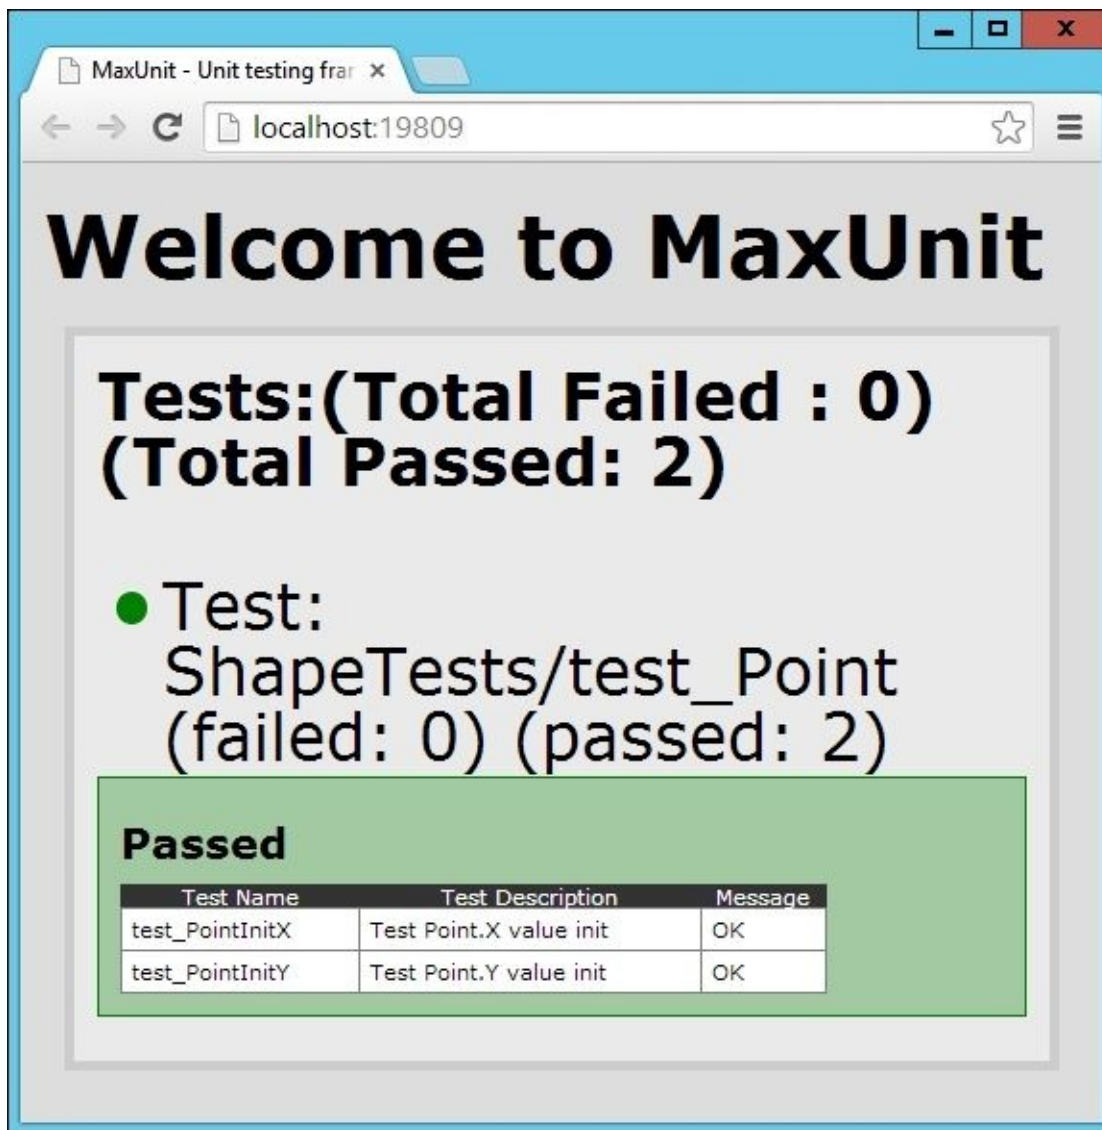 x
MaxUnit - Unit testing frar ×
localhost:19809
Welcome to MaxUnit
Tests:(Total Failed : 0)
(Total Passed: 2)
Test:
ShapeTests/test_Point
(failed: 0) (passed: 2)
Passed
Test Name Test Description Message
test_PointInitX Test Point.X value init OK
test_PointInitY Test Point.Y value init OK